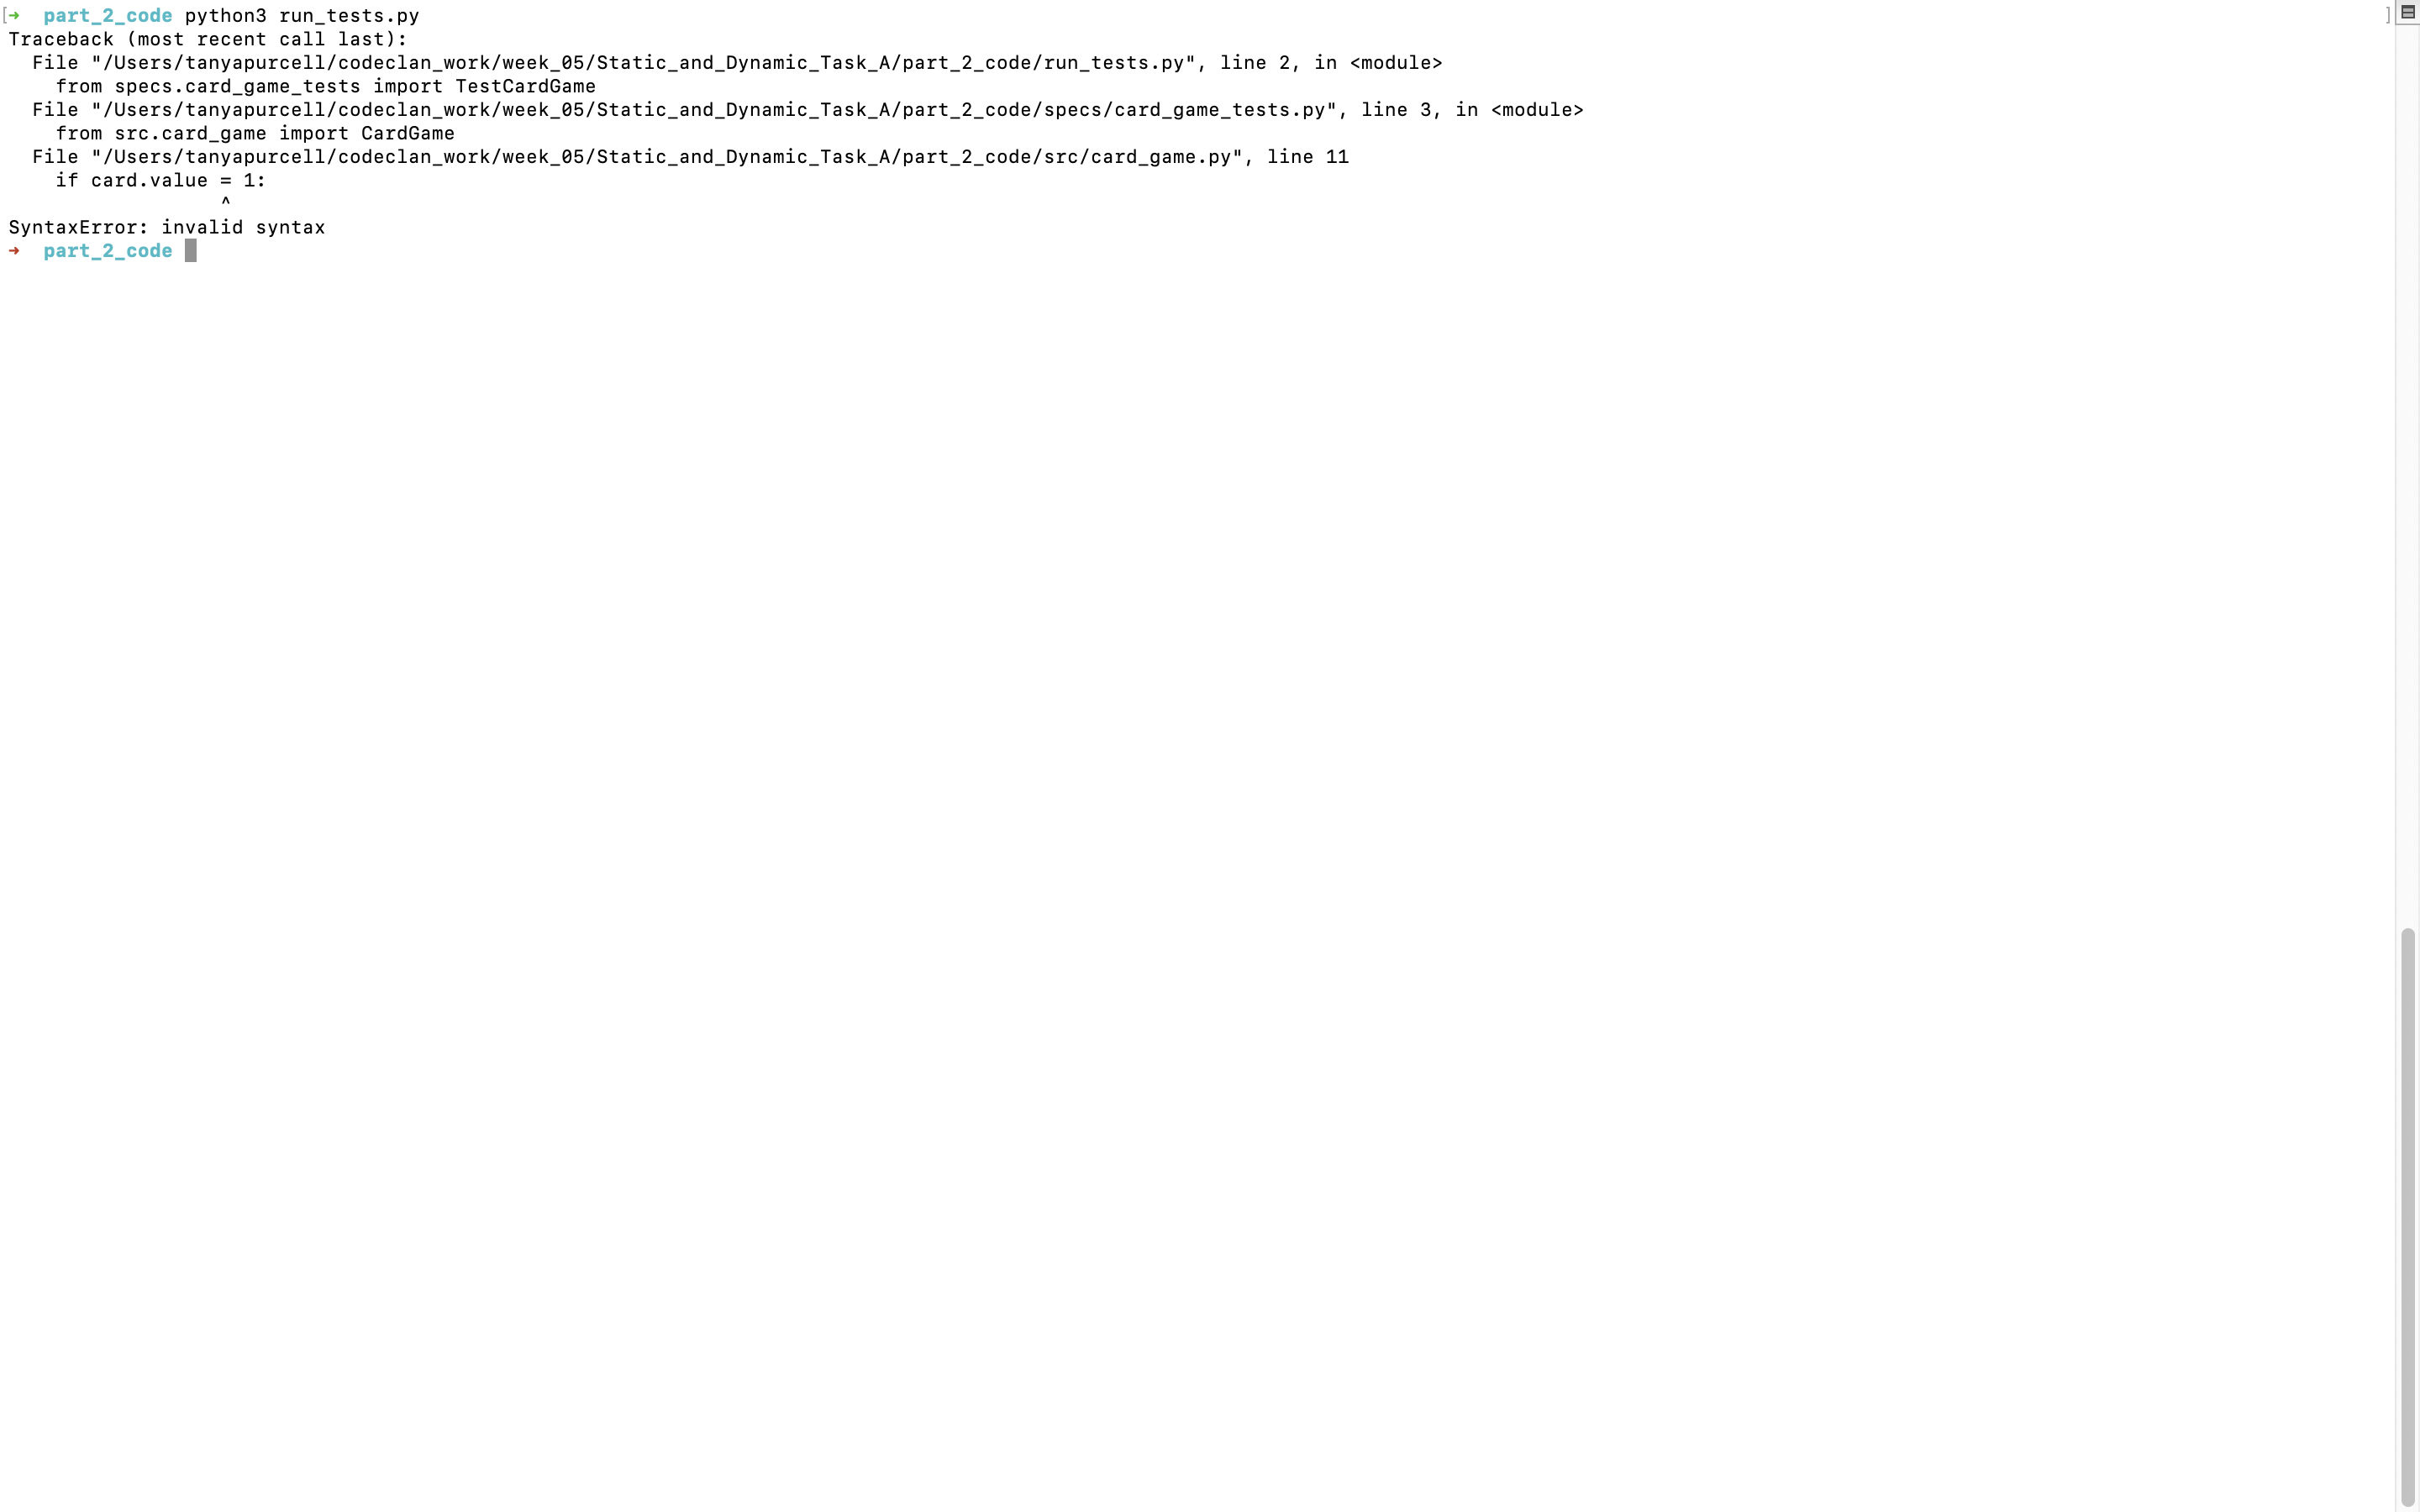 [➜  part_2_code python3 run_tests.py ]
Traceback (most recent call last):
  File "/Users/tanyapurcell/codeclan_work/week_05/Static_and_Dynamic_Task_A/part_2_code/run_tests.py", line 2, in <module>
    from specs.card_game_tests import TestCardGame
  File "/Users/tanyapurcell/codeclan_work/week_05/Static_and_Dynamic_Task_A/part_2_code/specs/card_game_tests.py", line 3, in <module>
    from src.card_game import CardGame
  File "/Users/tanyapurcell/codeclan_work/week_05/Static_and_Dynamic_Task_A/part_2_code/src/card_game.py", line 11
    if card.value = 1:
                  ^
SyntaxError: invalid syntax
➜  part_2_code